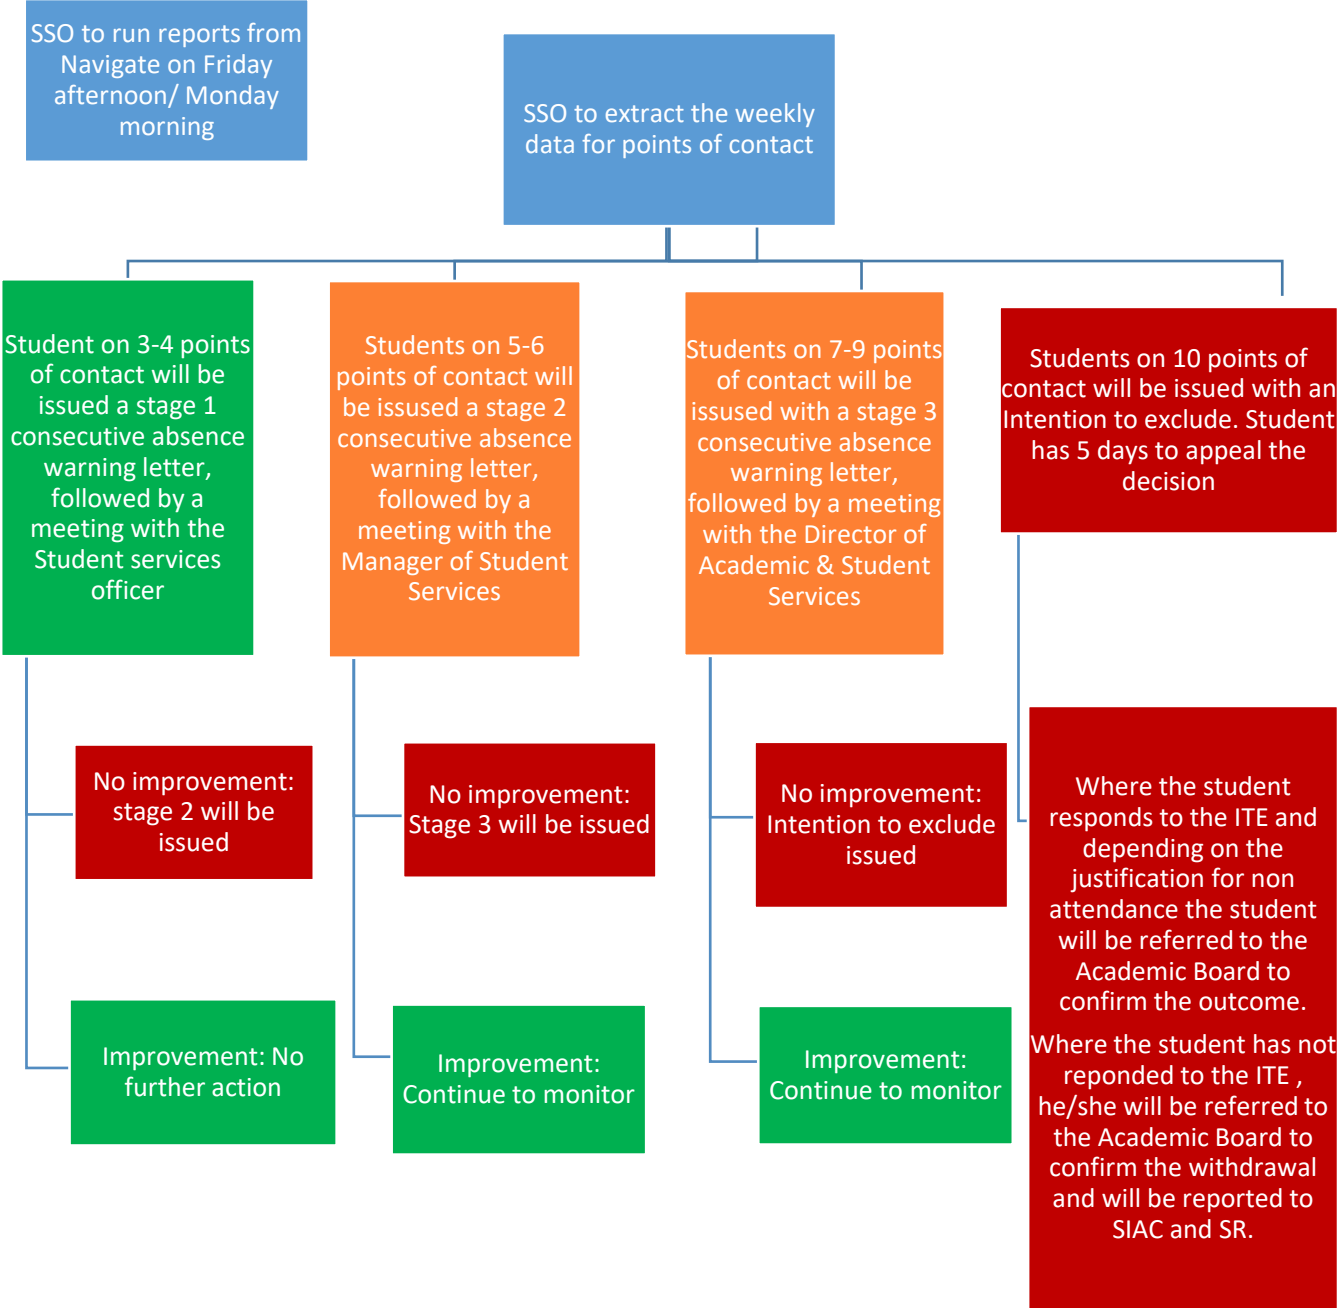 SSO to run reports from
Navigate on Friday
afternoon/ Monday
morning
SSO to extract the weekly
data for points of contact
Student on 3-4 points
of contact will be
issued a stage 1
consecutive absence
warning letter,
followed by a
meeting with the
Student services
officer
Students on 5-6
points of contact will
be issused a stage 2
consecutive absence
warning letter,
followed by a
meeting with the
Manager of Student
Services
Students on 7-9 points
of contact will be
issused with a stage 3
consecutive absence
warning letter,
followed by a meeting
with the Director of
Academic & Student
Services
Students on 10 points of
contact will be issued with an
Intention to exclude. Student
has 5 days to appeal the
decision
No improvement:
stage 2 will be
issued
No improvement:
Stage 3 will be issued
No improvement:
Intention to exclude
issued
Where the student
responds to the ITE and
depending on the
justification for non
attendance the student
will be referred to the
Academic Board to
confirm the outcome.
Where the student has not
reponded to the ITE ,
he/she will be referred to
the Academic Board to
confirm the withdrawal
and will be reported to
SIAC and SR.
Improvement: No
further action
Improvement:
Continue to monitor
Improvement:
Continue to monitor